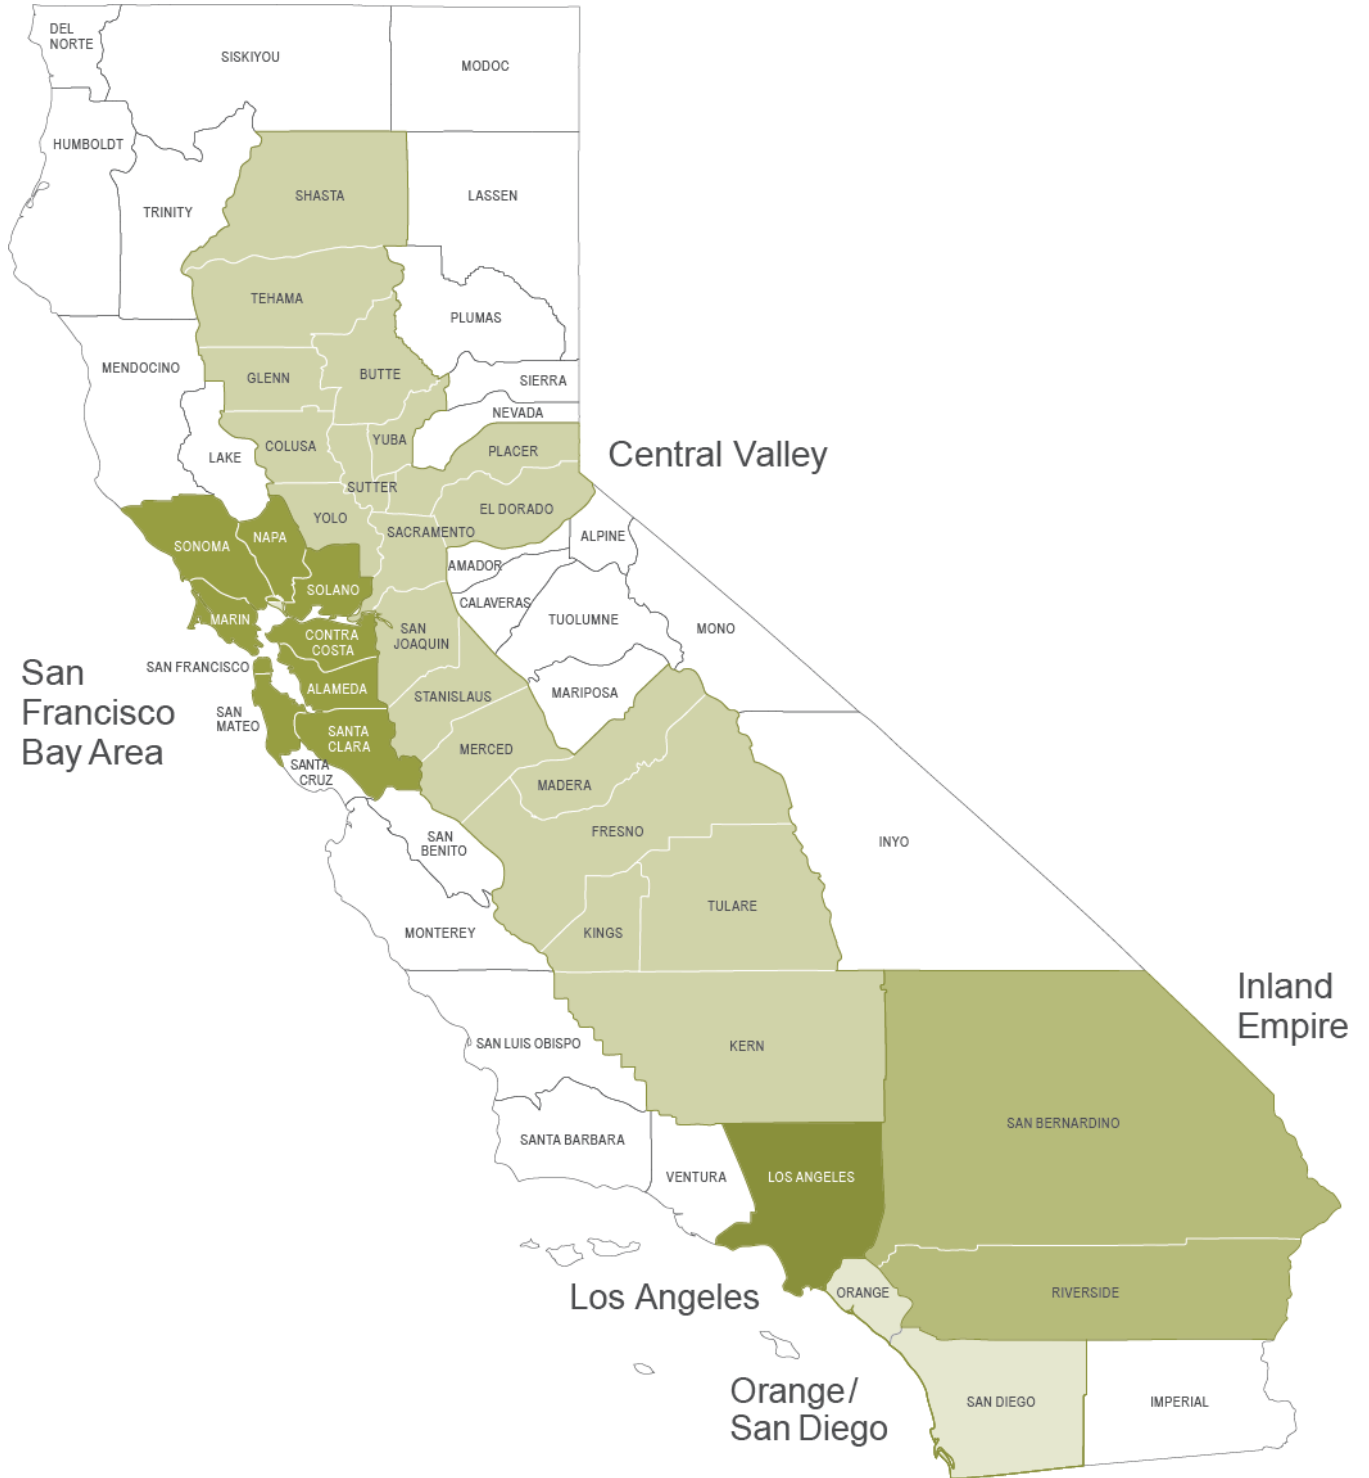 DEL
NORTE
SISKIYOU
MODOC
HUMBOLDT
TRINITY
SHASTA
LASSEN
TEHAMA
PLUMAS
MENDOCINO
GLENN
BUTTE
SIERRA
NEVADA
LAKE
COLUSA
YUBA
PLACER
Central Valley
SUTTER
EL DORADO
YOLO
SACRAMENTO
ALPINE
SONOMA
NAPA
AMADOR
SOLANO
CALAVERAS
MARIN
TUOLUMNE
MONO
CONTRA
COSTA
SAN
JOAQUIN
SAN FRANCISCO
San
Francisco
Bay Area
ALAMEDA
STANISLAUS
MARIPOSA
SAN
MATEO
SANTA
CLARA
MERCED
SANTA
CRUZ
MADERA
FRESNO
SAN
BENITO
INYO
TULARE
MONTEREY
KINGS
Inland
Empire
SAN LUIS OBISPO
KERN
SAN BERNARDINO
SANTA BARBARA
VENTURA
LOS ANGELES
Los Angeles
ORANGE
RIVERSIDE
Orange/
San Diego
SAN DIEGO
IMPERIAL